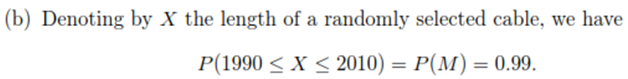 (b) Denoting by X the length of a randomly selected cable, we have
P(1990 ≤ X ≤ 2010) = P(M) = 0.99.